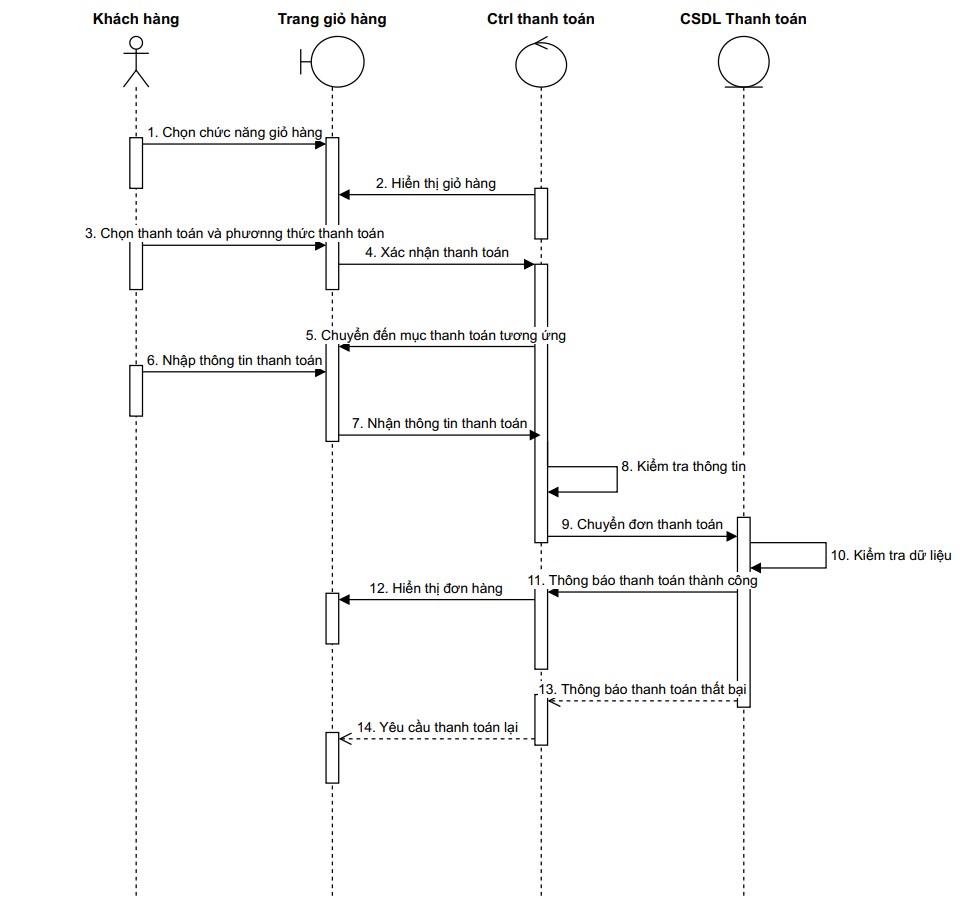 Khách hàng
Trang giỏ hàng
Ctrl thanh toán
CSDL Thanh toán
1. Chọn chức năng giỏ hàng
2. Hiển thị giỏ hàng
3. Chọn thanh toán và phươnng thức thanh toán
4. Xác nhận thanh toán
5. Chuyển đến mục thanh toán tương ứng
6. Nhập thông tin thanh toán
7. Nhận thông tin thanh toán
8. Kiểm tra thông tin
9. Chuyển đơn thanh toán
10. Kiểm tra dữ liệu
11. Thông báo thanh toán thành công
12. Hiển thị đơn hàng
13. Thông báo thanh toán thất bại
14. Yêu cầu thanh toán lại